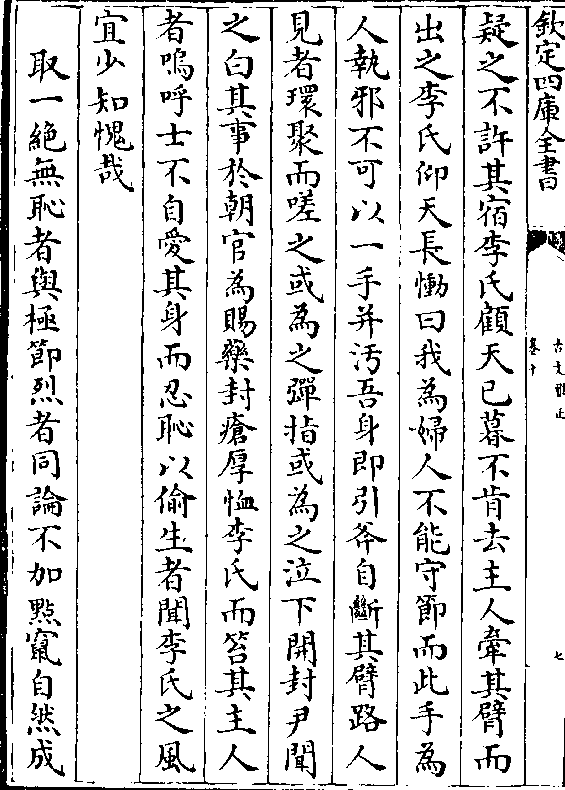 欽定四庫全書
古文雅正
卷十
七
疑之不許其宿李氏顧天已暮不肯去主人牽其臂而
出之李氏仰天長慟曰我為婦人不能守節而此手為
人執邪不可以一手并汚吾身即引斧自斷其臂路人
見者環聚而嗟之或為之彈指或為之泣下開封尹聞
之白其事於朝官為賜藥封瘡厚恤李氏而笞其主人
者嗚呼士不自愛其身而忍恥以偷生者聞李氏之風
宜少知愧哉
取一絕無恥者與極節烈者同論不加點竄自然成